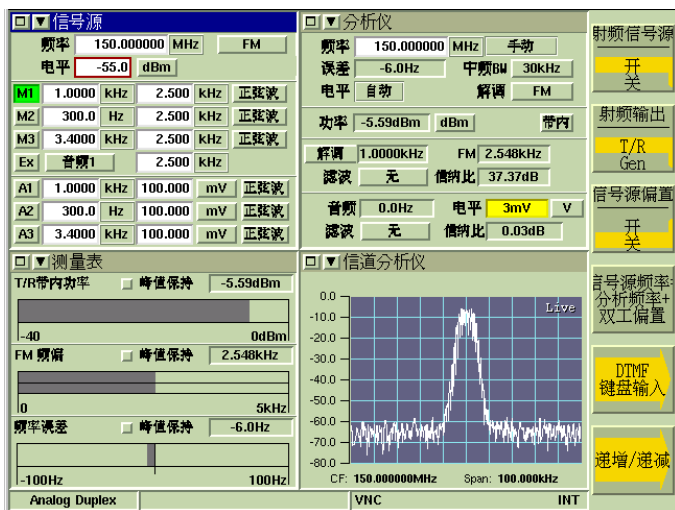 信号源
频率 150.000000 MHz FM
电平 -55.0 dBm
M1 1.0000 kHz 2.500 kHz 正弦波
M2 300.0 Hz 2.500 kHz 正弦波
M3 3.4000 kHz 2.500 kHz 正弦波
Ex 音频1 2.500 kHz
A1 1.0000 kHz 100.000 mV 正弦波
A2 300.0 Hz 100.000 mV 正弦波
A3 3.4000 kHz 100.000 mV 正弦波
分析仪
频率 150.000000 MHz 手动
误差 -6.0Hz 中频BW 30kHz
电平 自动 解调 FM
功率 -5.59dBm dBm 带内
解调 1.0000kHz FM 2.548kHz
滤波 无 信纳比 37.37dB
音频 0.0Hz 电平 3mV V
滤波 无 信纳比 0.03dB
测量表
T/R带内功率 峰值保持 -5.59dBm
-40 0dBm
FM 频偏 峰值保持 2.548kHz
0 5kHz
频率误差 峰值保持 -6.0Hz
-100Hz 100Hz
信道分析仪
Live
0.0
-10.0
-20.0
-30.0
-40.0
-50.0
-60.0
-70.0
-80.0
CF: 150.000000MHz Span: 100.000kHz
射频信号源
开
关
射频输出
T/R
Gen
信号源偏置
开
关
信号源频率=
分析频率+
双工偏置
DTMF
键盘输入
递增/递减
Analog Duplex VNC INT